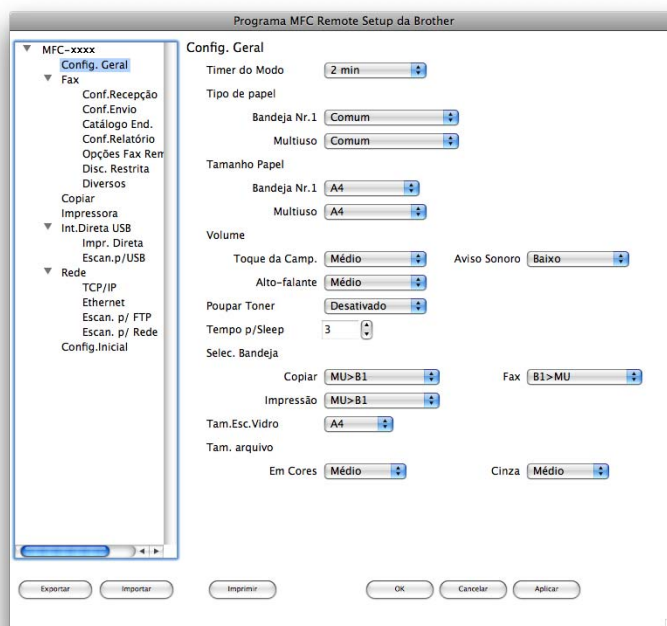 Programa MFC Remote Setup da Brother
MFC-xxxx
Config. Geral
Fax
Conf.Recepção
Conf.Envio
Catálogo End.
Conf.Relatório
Opções Fax Rem
Disc. Restrita
Diversos
Copiar
Impressora
Int.Direta USB
Impr. Direta
Escan.p/USB
Rede
TCP/IP
Ethernet
Escan. p/ FTP
Escan. p/ Rede
Config.Inicial
Config. Geral
Timer do Modo 2 min
Tipo de papel
Bandeja Nr.1 Comum
Multiuso Comum
Tamanho Papel
Bandeja Nr.1 A4
Multiuso A4
Volume
Toque da Camp. Médio Aviso Sonoro Baixo
Alto-falante Médio
Poupar Toner Desativado
Tempo p/Sleep 3
Selec. Bandeja
Copiar MU>B1 Fax B1>MU
Impressão MU>B1
Tam.Esc.Vidro A4
Tam. arquivo
Em Cores Médio Cinza Médio
Exportar Importar Imprimir OK Cancelar Aplicar